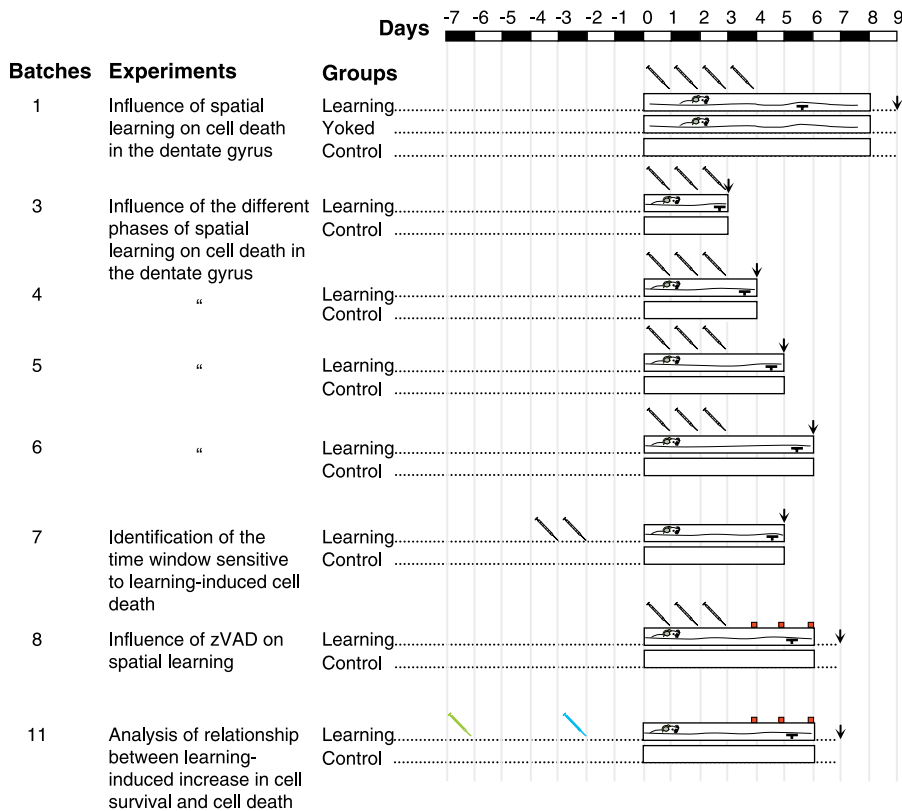 Days -7 -6 -5 -4 -3 -2 -1 0 1 2 3 4 5 6 7 8 9
Batches Experiments Groups
1 Influence of spatial Learning
learning on cell death Yoked
in the dentate gyrus Control
3 Influence of the different Learning
phases of spatial Control
learning on cell death in
the dentate gyrus
4 “ Learning
Control
5 “ Learning
Control
6 “ Learning
Control
7 Identification of the Learning
time window sensitive Control
to learning-induced cell
death
8 Influence of zVAD on Learning
spatial learning Control
11 Analysis of relationship Learning
between learning- Control
induced increase in cell
survival and cell death